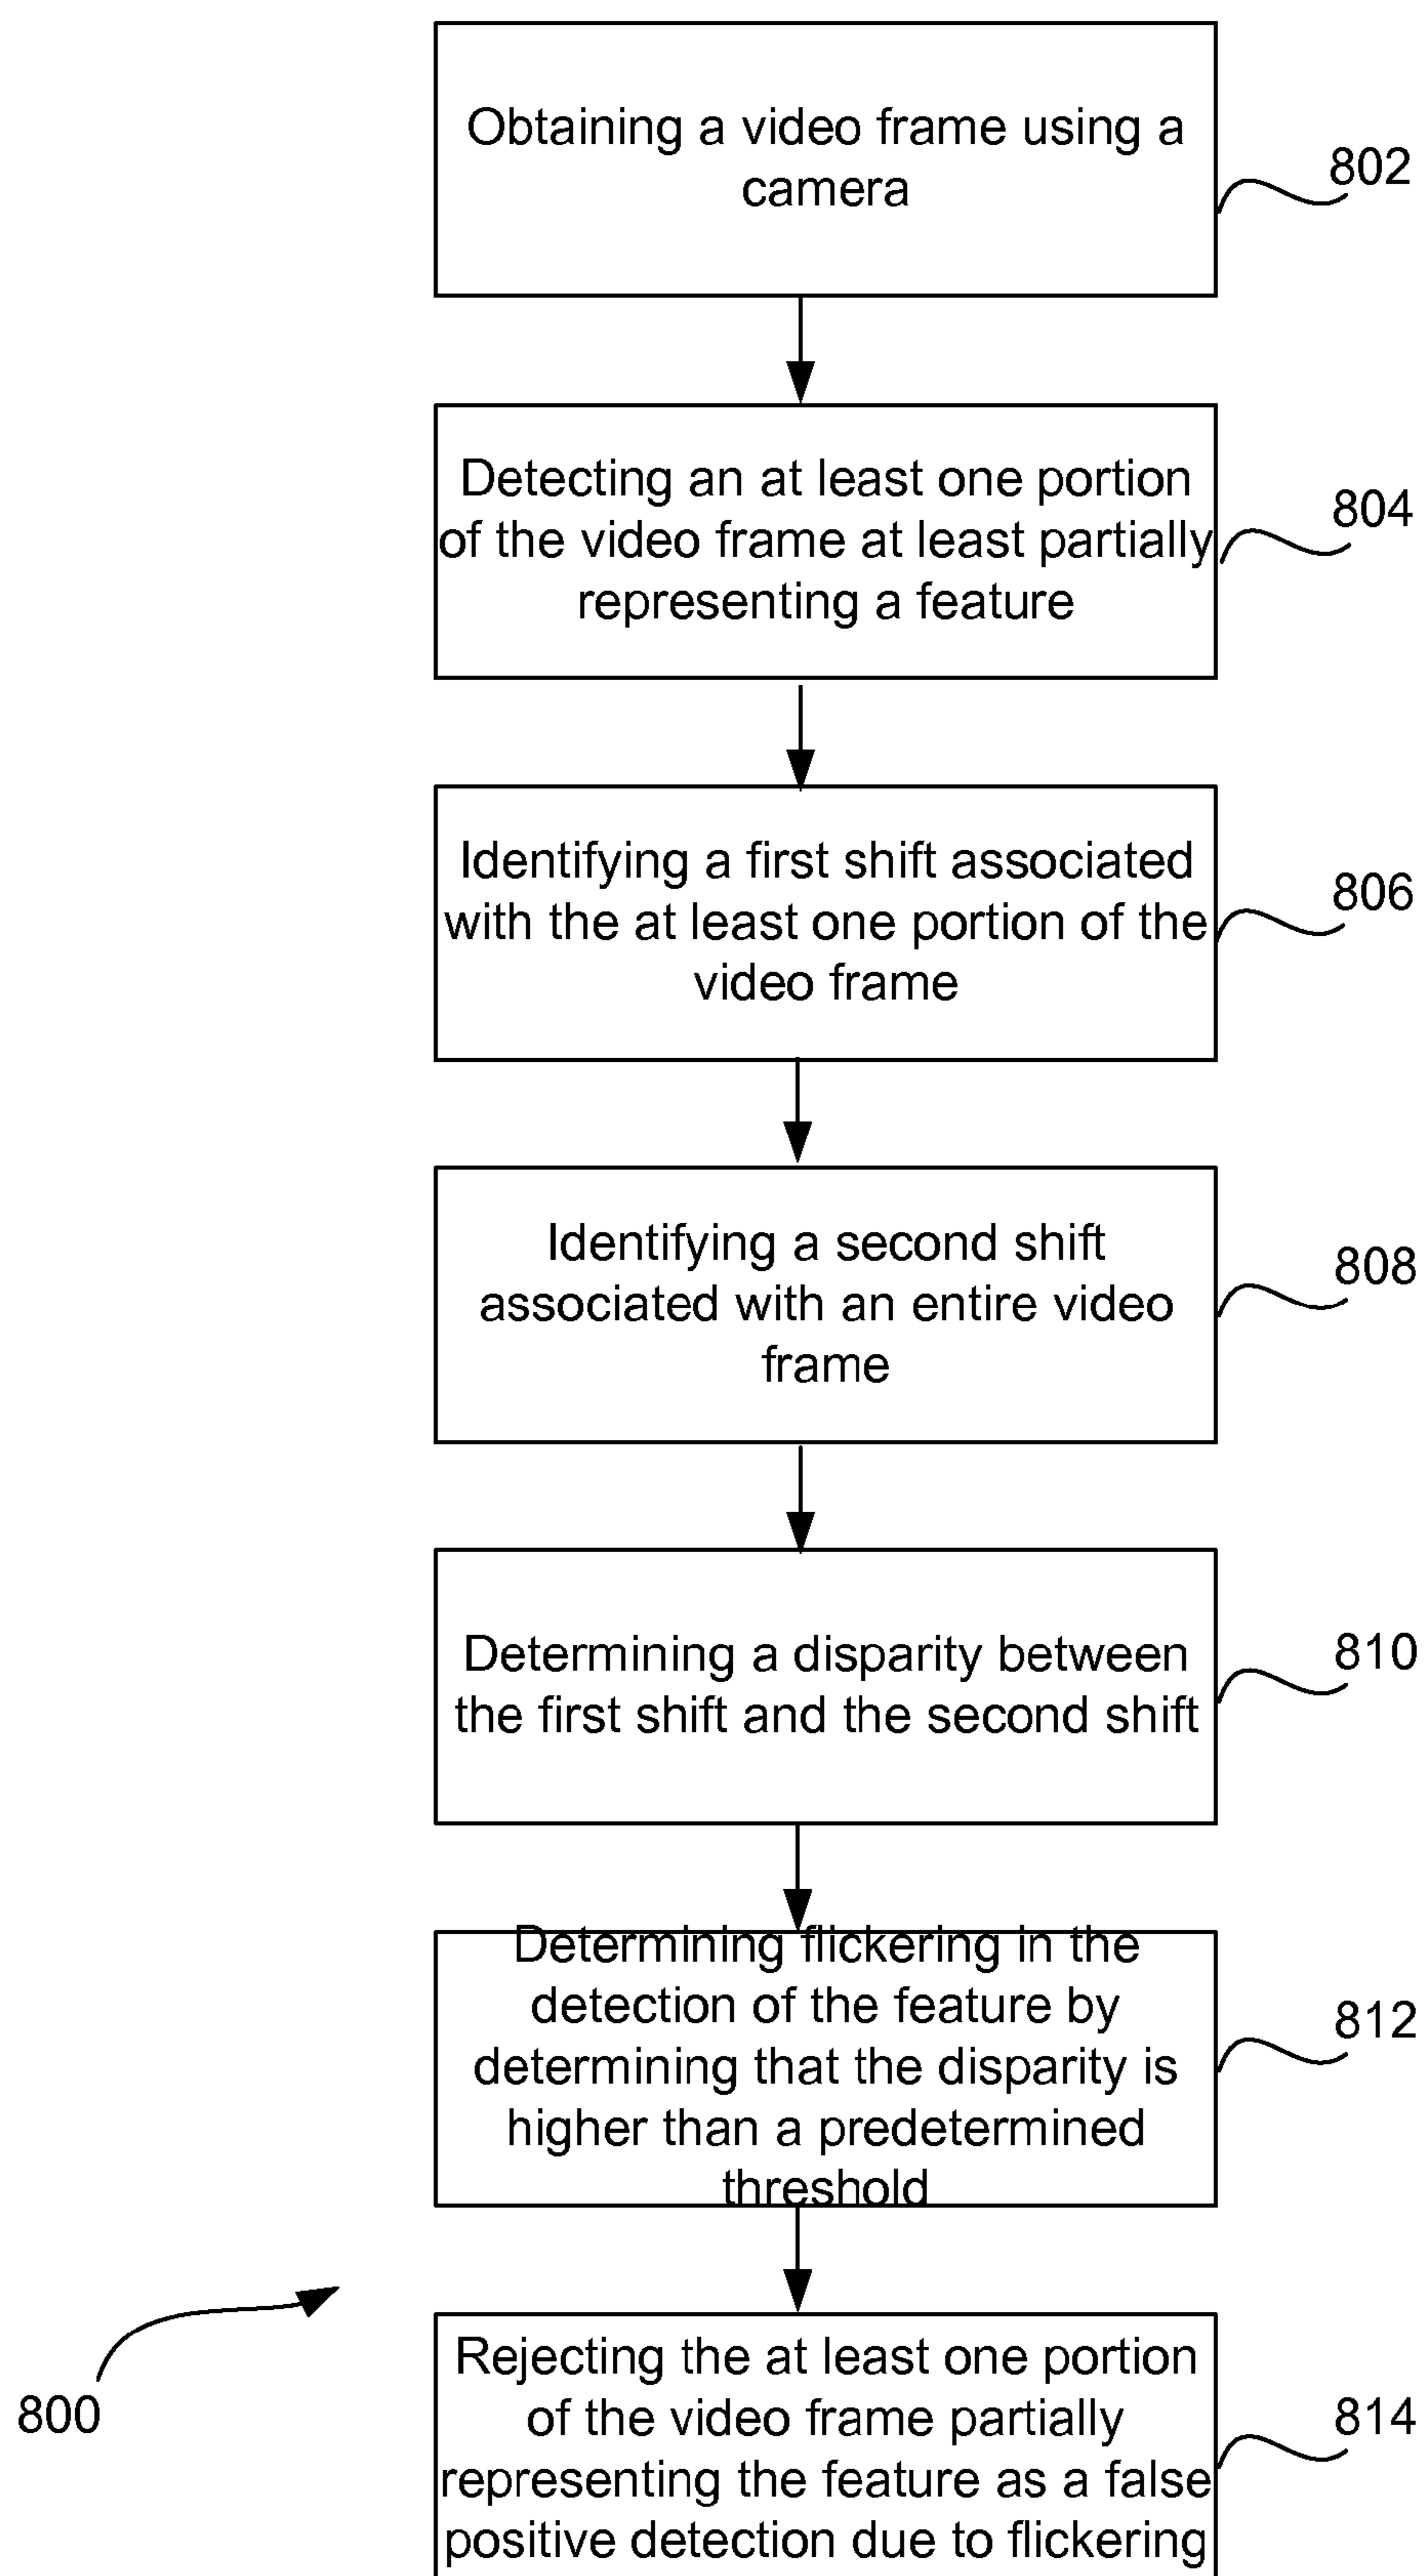 Obtaining a video frame using a
camera
802
Detecting an at least one portion
of the video frame at least partially
representing a feature
804
Identifying a first shift associated
with the at least one portion of the
video frame
806
Identifying a second shift
associated with an entire video
frame
808
Determining a disparity between
the first shift and the second shift
810
Determining flickering in the
detection of the feature by
determining that the disparity is
higher than a predetermined
threshold
812
Rejecting the at least one portion
of the video frame partially
representing the feature as a false
positive detection due to flickering
814
800